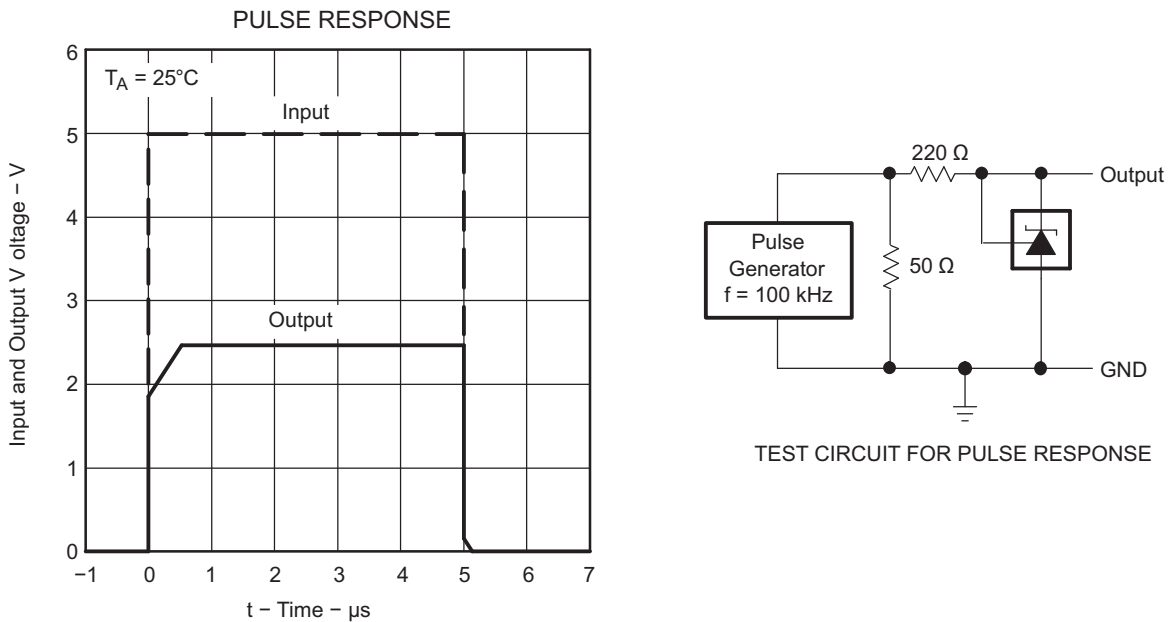 PULSE RESPONSE
6
5
4
3
2
1
0
T_A = 25°C
Input
Output
Input and Output V oltage − V
−1 0 1 2 3 4 5 6 7
t − Time − µs
220 Ω
Output
Pulse
Generator
f = 100 kHz
50 Ω
GND
TEST CIRCUIT FOR PULSE RESPONSE